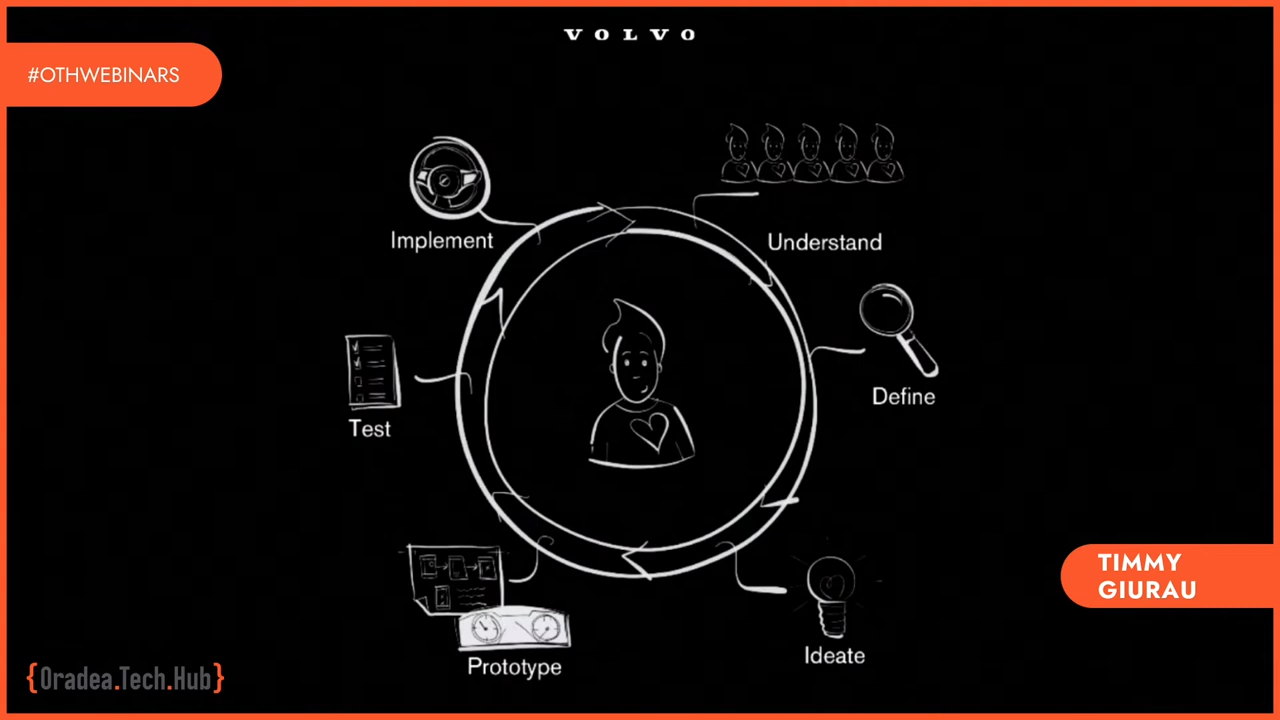 VOLVO
#OTHWEBINARS
Implement
Understand
Define
Test
TIMMY
GIURAU
Ideate
Prototype
{Oradea.Tech.Hub}